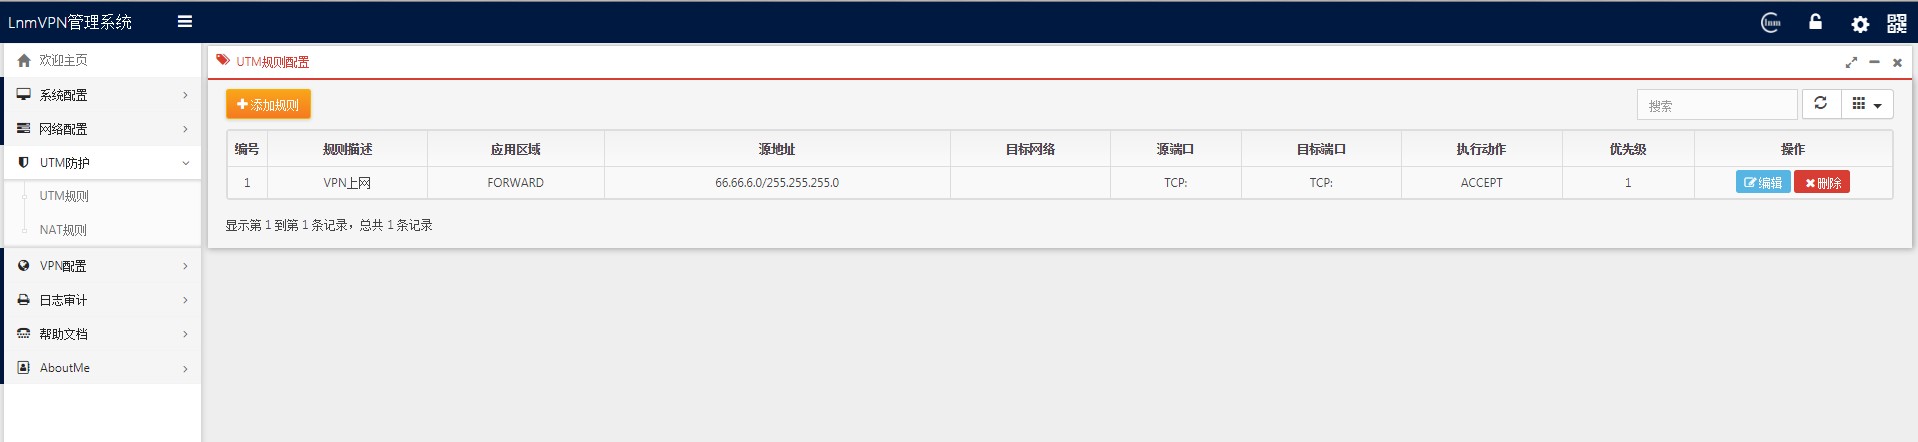 LnmVPN管理系统
lnm
欢迎主页
系统配置
网络配置
UTM防护
UTM规则
NAT规则
VPN配置
日志审计
帮助文档
AboutMe
UTM规则配置
添加规则
搜索
编号 规则描述 应用区域 源地址 目标网络 源端口 目标端口 执行动作 优先级 操作
1 VPN上网 FORWARD 66.66.6.0/255.255.255.0 TCP: TCP: ACCEPT 1 编辑 删除
显示第 1 到第 1 条记录，总共 1 条记录